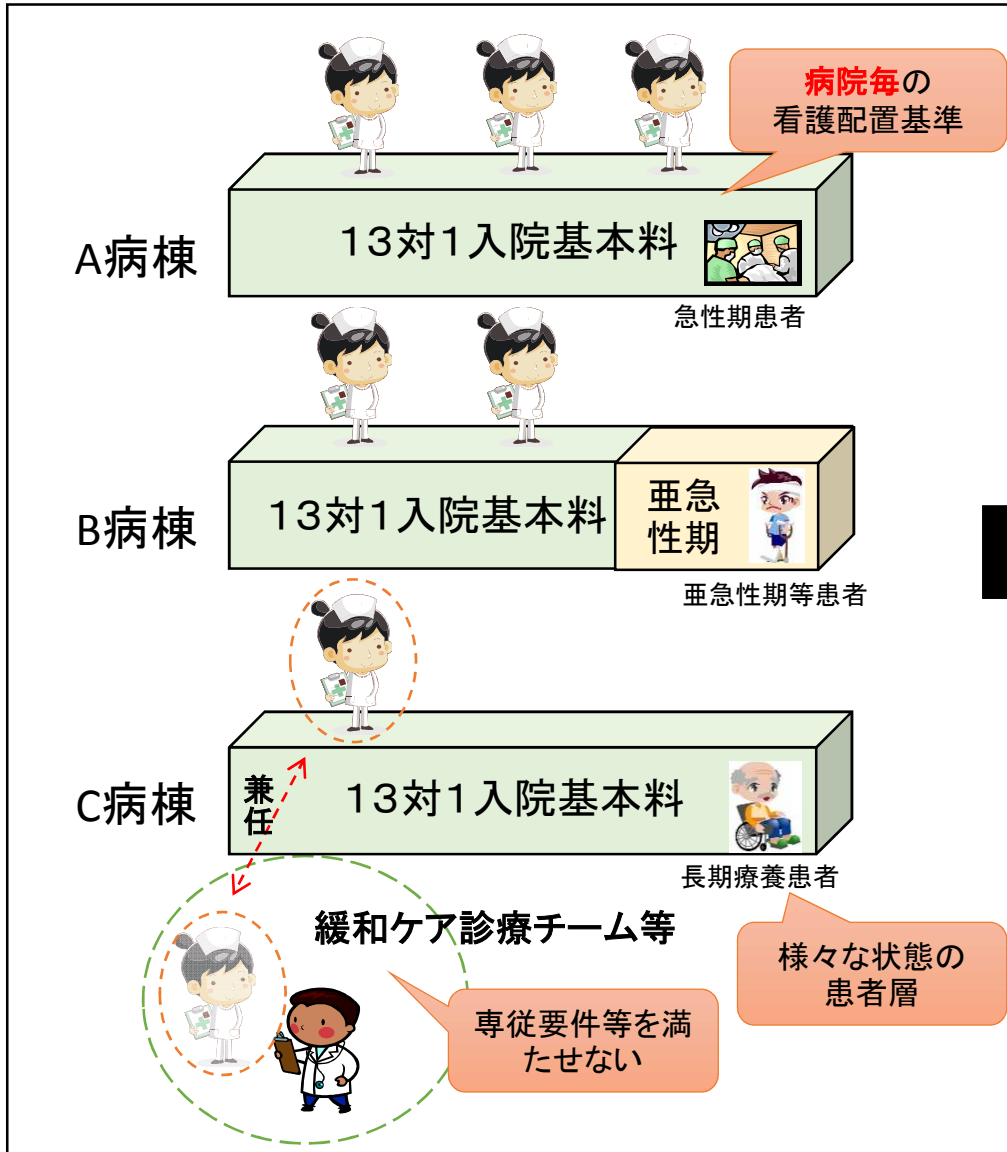 病院毎の
看護配置基準
A病棟
１３対１入院基本料
急性期患者
B病棟
１３対１入院基本料
亜急
性期
亜急性期等患者
C病棟
兼
任
１３対１入院基本料
長期療養患者
緩和ケア診療チーム等
専従要件等を満
たせない
様々な状態の
患者層